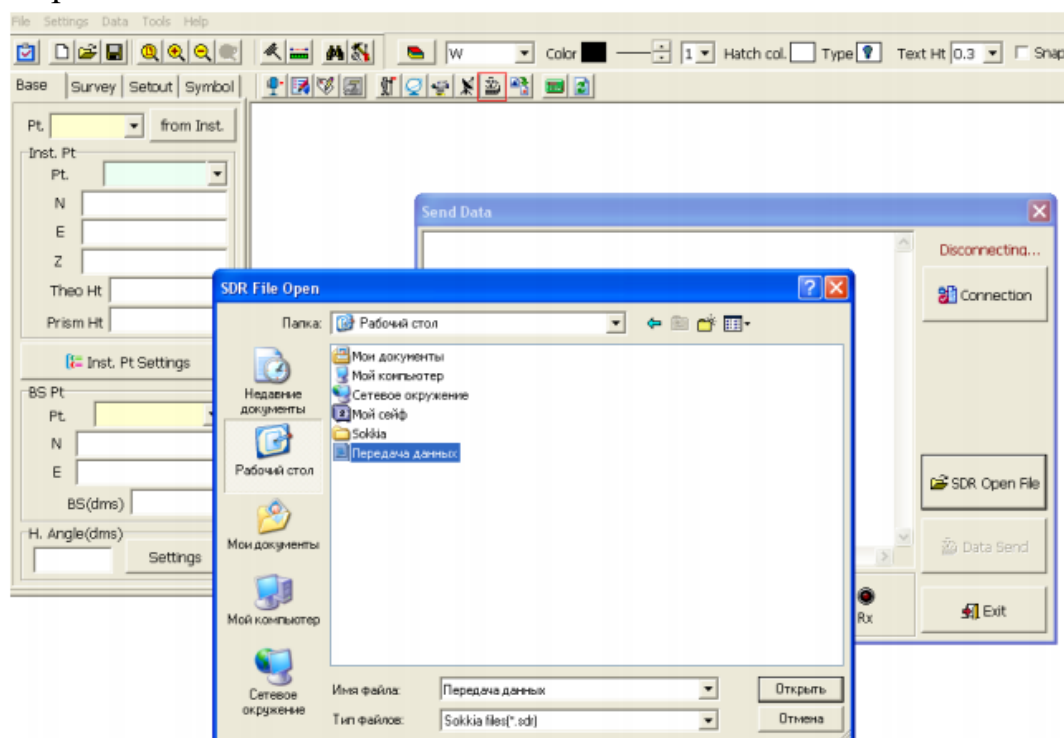 File Settings Data Tools Help
W Color 1 Hatch col. Type Text Ht 0.3 Snap
Base Survey Setout Symbol
Pt. from Inst.
Inst. Pt
Pt.
N
E
Z
Theo Ht
Prism Ht
Inst. Pt Settings
BS Pt
Pt.
N
E
BS(dms)
H. Angle(dms)
Settings
Send Data
Disconnecting...
Connection
SDR Open File
Data Send
Rx
Exit
SDR File Open
Папка: Рабочий стол
Недавние документы
Рабочий стол
Мои документы
Мой компьютер
Сетевое окружение
Мои документы
Мой компьютер
Сетевое окружение
Мой сейф
Sokkia
Передача данных
Имя файла: Передача данных
Открыть
Тип файлов: Sokkia files(*.sdr)
Отмена